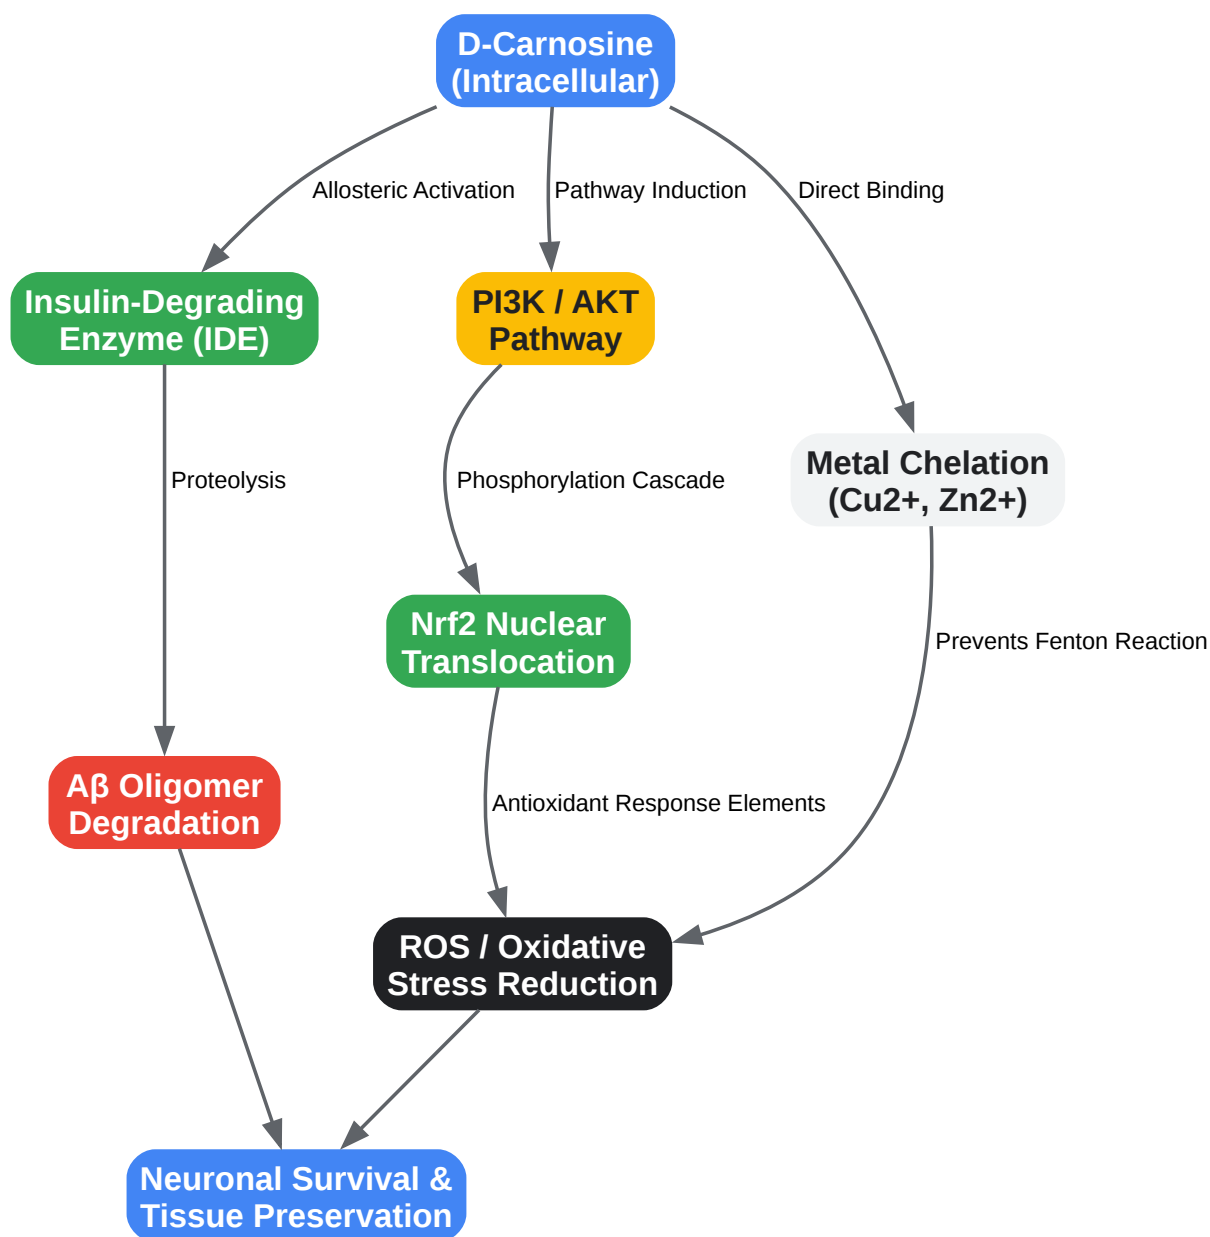 D-Carnosine
(Intracellular)
Allosteric Activation
Pathway Induction
Direct Binding
Insulin-Degrading
Enzyme (IDE)
PI3K / AKT
Pathway
Metal Chelation
(Cu2+, Zn2+)
Proteolysis
Phosphorylation Cascade
Nrf2 Nuclear
Translocation
Prevents Fenton Reaction
Aβ Oligomer
Degradation
Antioxidant Response Elements
ROS / Oxidative
Stress Reduction
Neuronal Survival &
Tissue Preservation